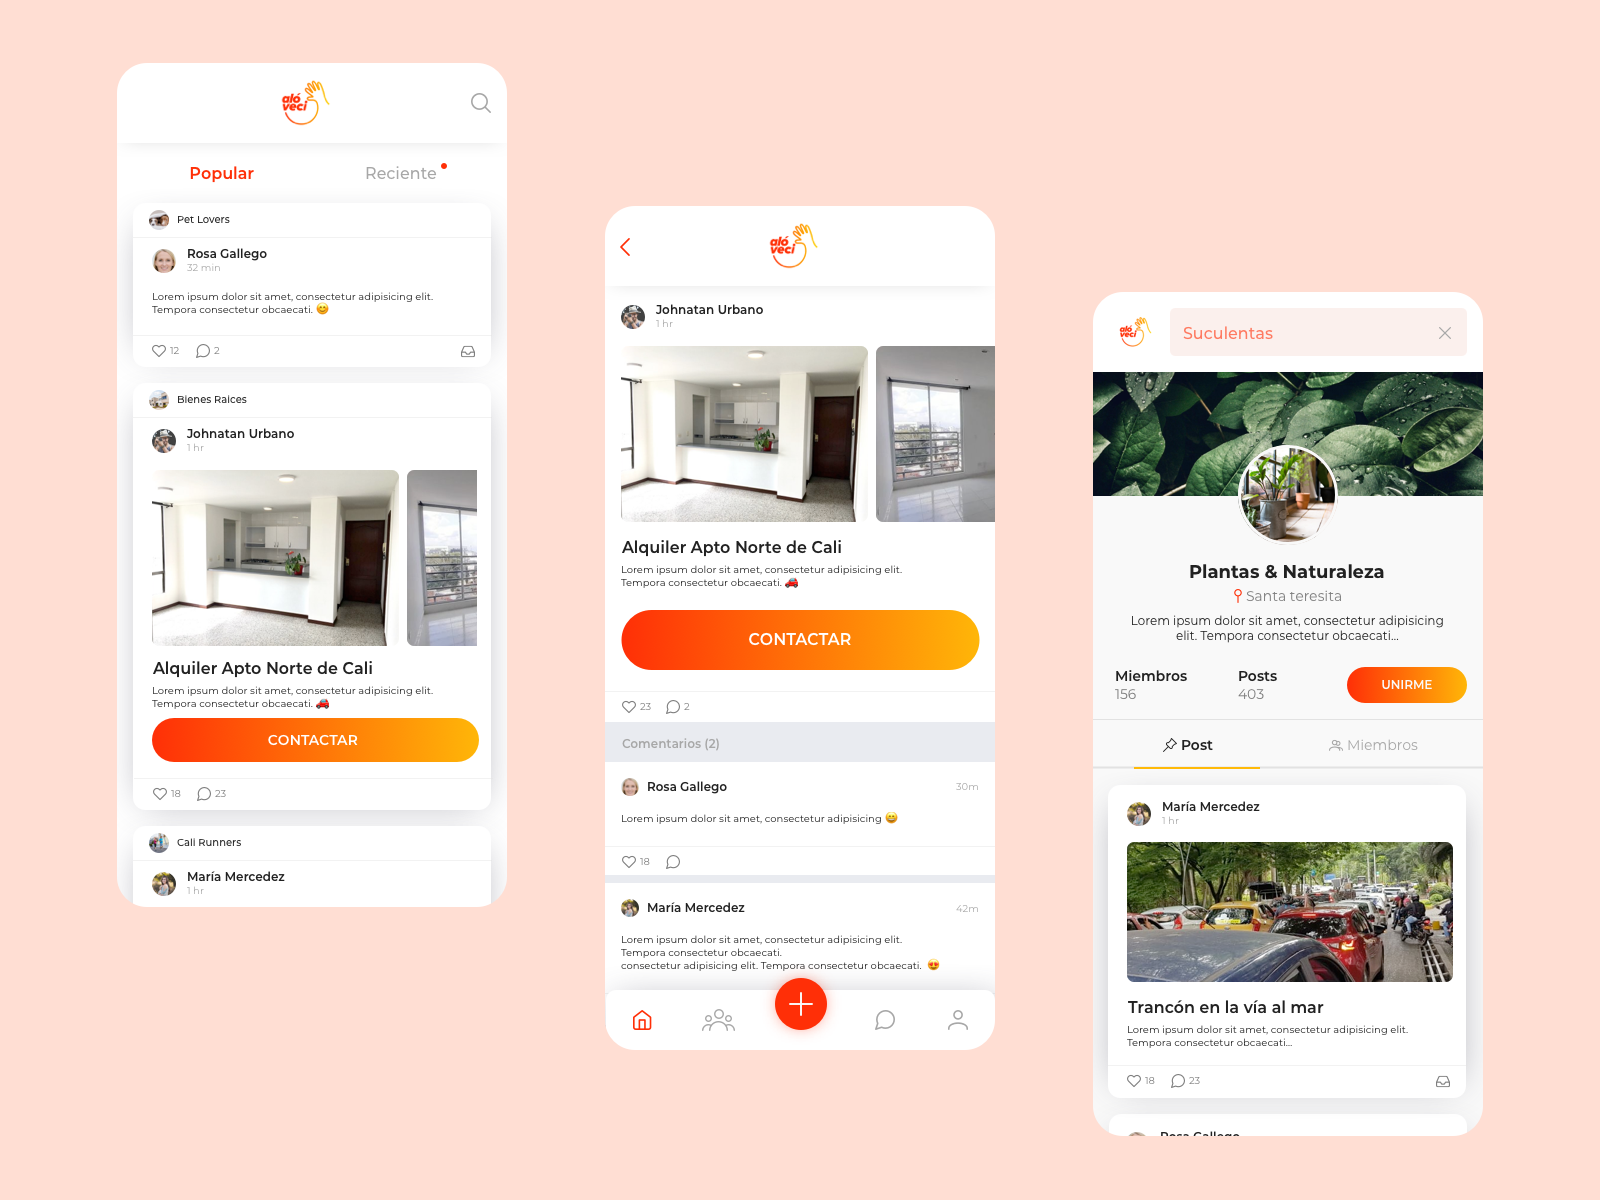 aló
veci
Popular
Reciente
Pet Lovers
Rosa Gallego
32 min
Lorem ipsum dolor sit amet, consectetur adipisicing elit.
Tempora consectetur obcaecati. 😊
12
2
Bienes Raices
Johnatan Urbano
1 hr
Alquiler Apto Norte de Cali
Lorem ipsum dolor sit amet, consectetur adipisicing elit.
Tempora consectetur obcaecati. 🚗
CONTACTAR
18
23
Cali Runners
María Mercedez
1 hr
aló
veci
Johnatan Urbano
1 hr
Alquiler Apto Norte de Cali
Lorem ipsum dolor sit amet, consectetur adipisicing elit.
Tempora consectetur obcaecati. 🚗
CONTACTAR
23
2
Comentarios (2)
Rosa Gallego
30m
Lorem ipsum dolor sit amet, consectetur adipisicing 😄
18
María Mercedez
42m
Lorem ipsum dolor sit amet, consectetur adipisicing elit.
Tempora consectetur obcaecati.
consectetur adipisicing elit. Tempora consectetur obcaecati. 😍
aló
veci
Suculentas
Plantas & Naturaleza
Santa teresita
Lorem ipsum dolor sit amet, consectetur adipisicing
elit. Tempora consectetur obcaecati...
Miembros
156
Posts
403
UNIRME
Post
Miembros
María Mercedez
1 hr
Trancón en la vía al mar
Lorem ipsum dolor sit amet, consectetur adipisicing elit.
Tempora consectetur obcaecati...
18
23
Rosa Gallego